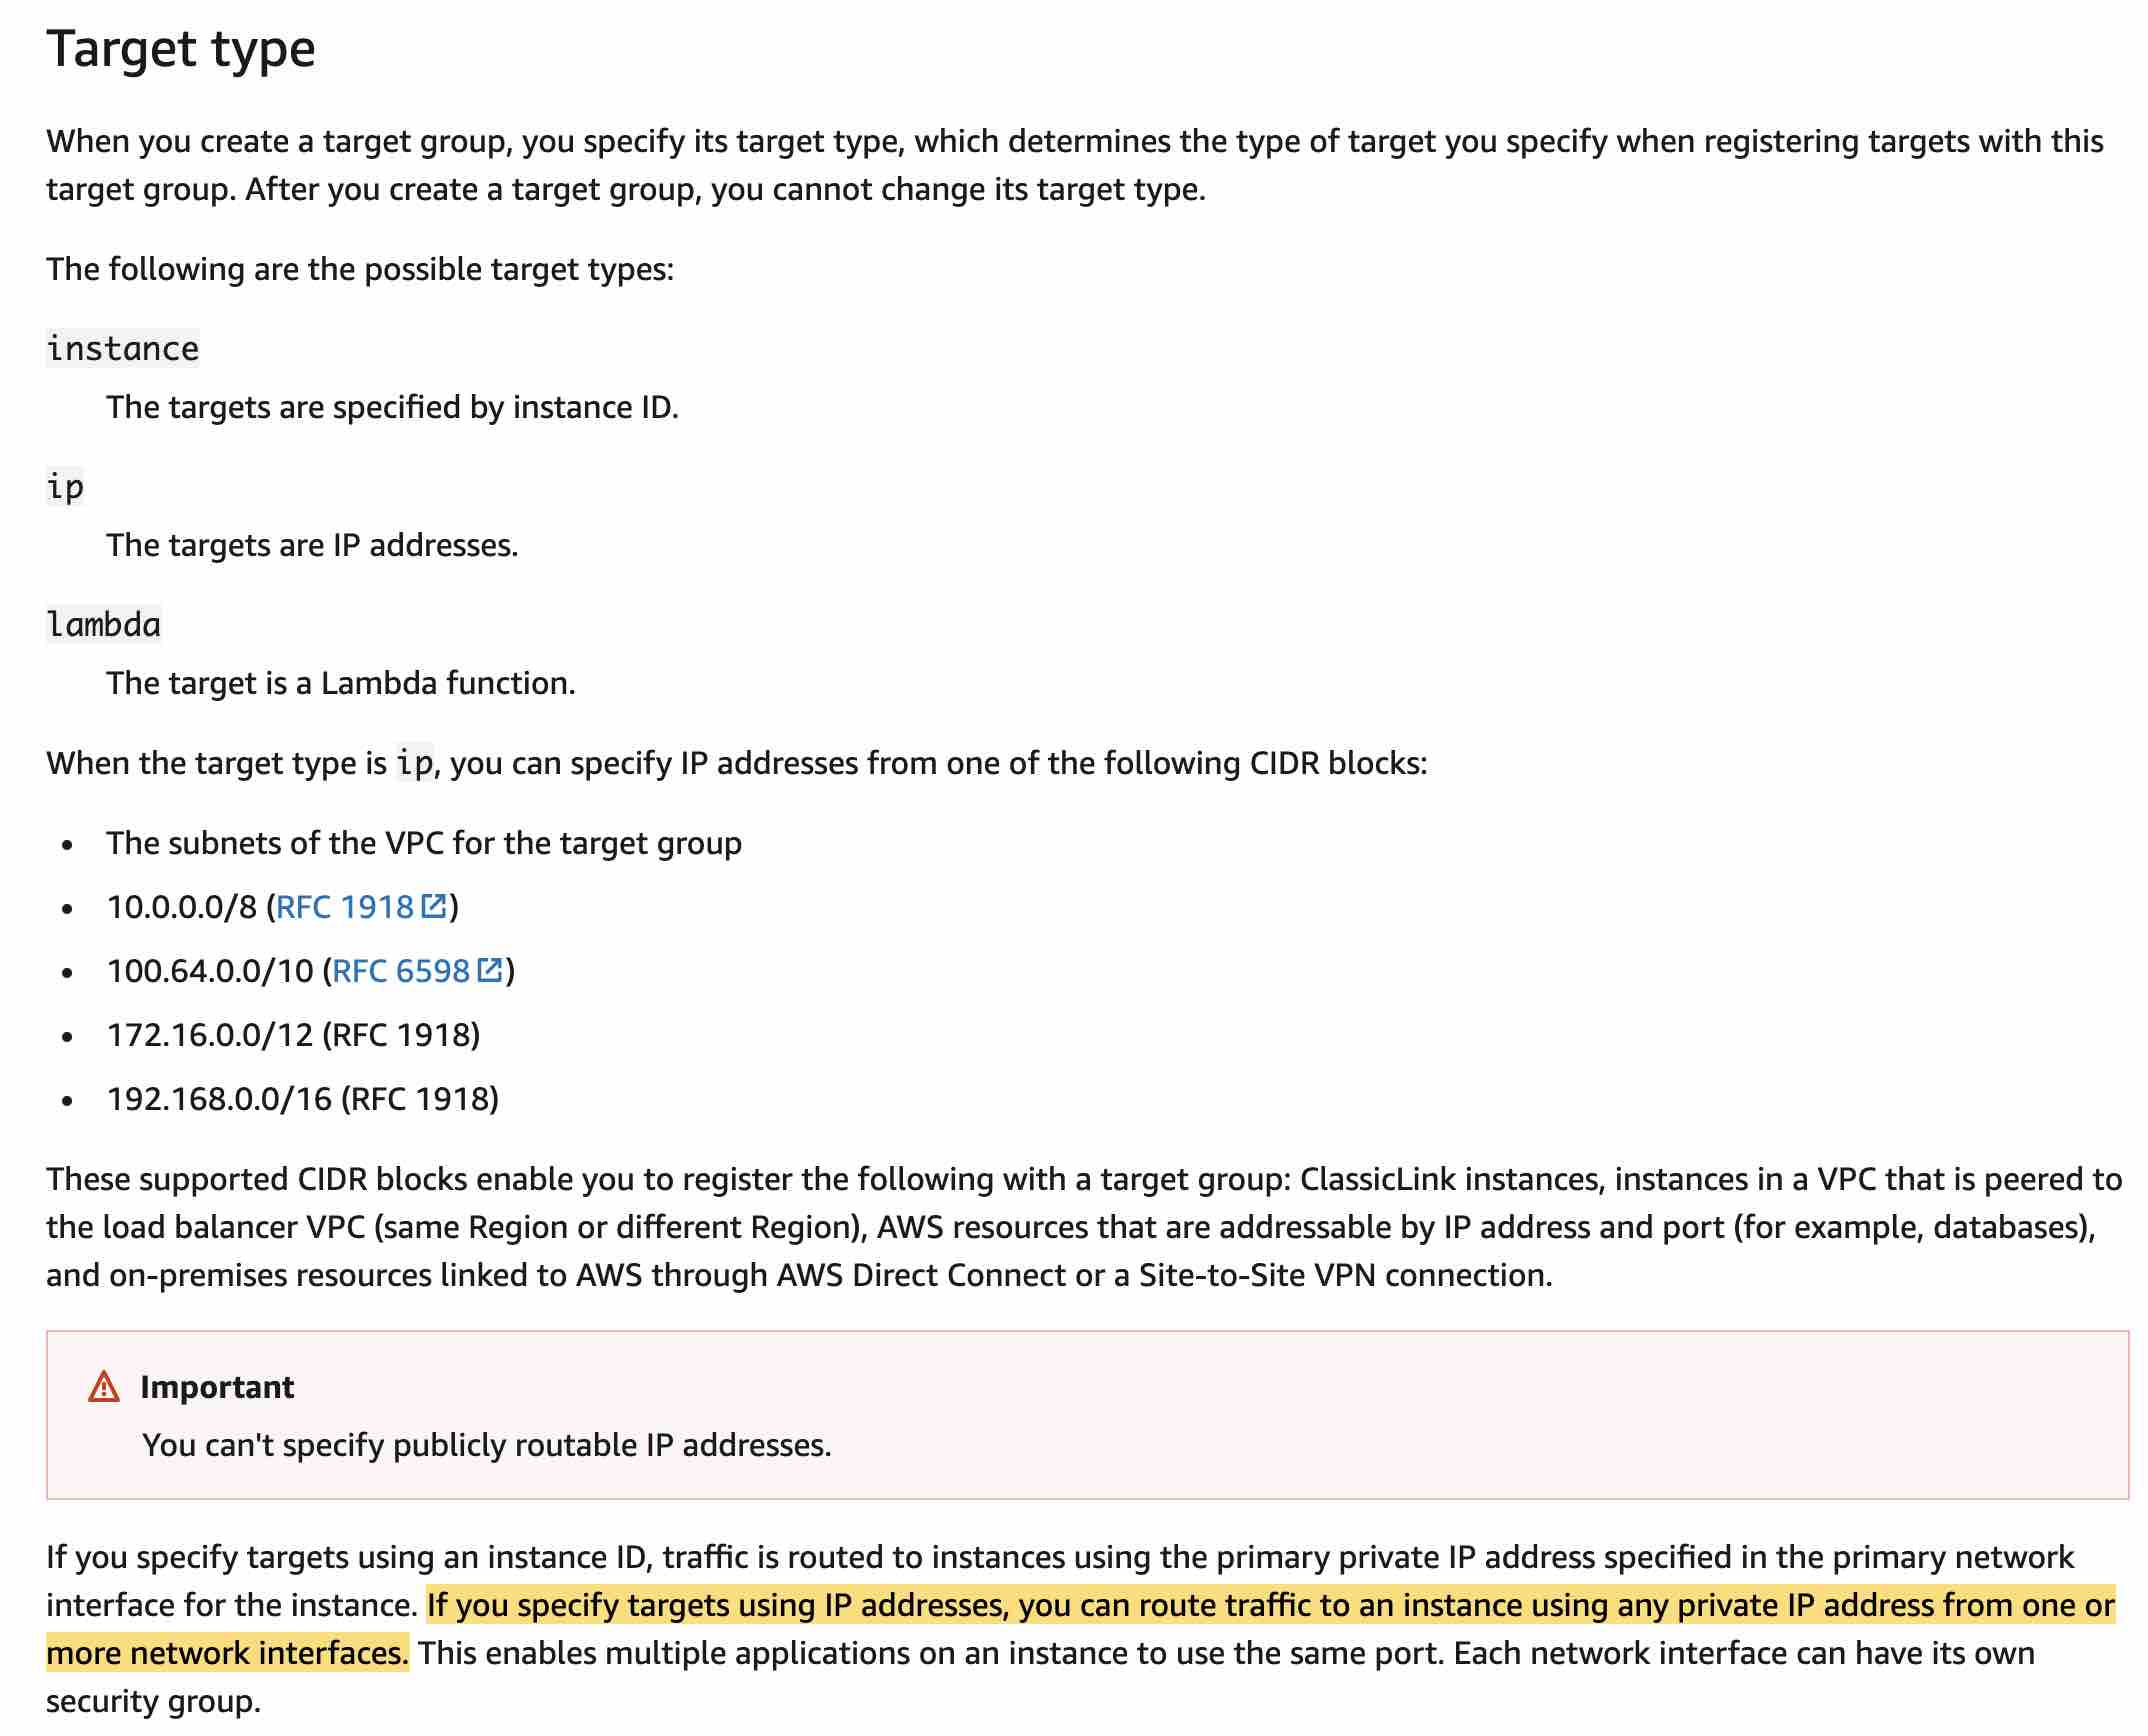 Target type
When you create a target group, you specify its target type, which determines the type of target you specify when registering targets with this
target group. After you create a target group, you cannot change its target type.
The following are the possible target types:
instance
The targets are specified by instance ID.
ip
The targets are IP addresses.
lambda
The target is a Lambda function.
When the target type is ip, you can specify IP addresses from one of the following CIDR blocks:
• The subnets of the VPC for the target group
• 10.0.0.0/8 (RFC 1918)
• 100.64.0.0/10 (RFC 6598)
• 172.16.0.0/12 (RFC 1918)
• 192.168.0.0/16 (RFC 1918)
These supported CIDR blocks enable you to register the following with a target group: ClassicLink instances, instances in a VPC that is peered to
the load balancer VPC (same Region or different Region), AWS resources that are addressable by IP address and port (for example, databases),
and on-premises resources linked to AWS through AWS Direct Connect or a Site-to-Site VPN connection.
Important
You can't specify publicly routable IP addresses.
If you specify targets using an instance ID, traffic is routed to instances using the primary private IP address specified in the primary network
interface for the instance. If you specify targets using IP addresses, you can route traffic to an instance using any private IP address from one or
more network interfaces. This enables multiple applications on an instance to use the same port. Each network interface can have its own
security group.